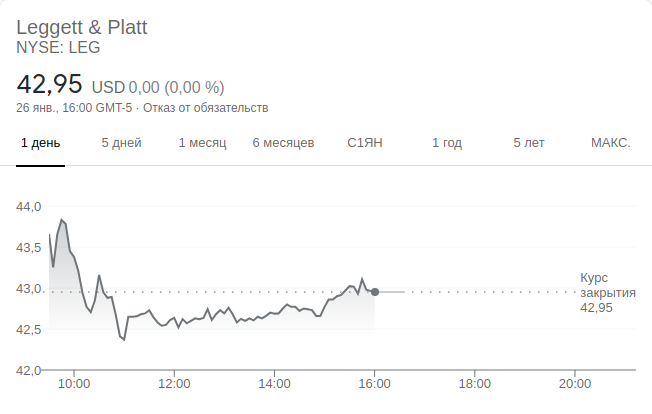 Leggett & Platt
NYSE: LEG
42,95 USD 0,00 (0,00 %)
26 янв., 16:00 GMT-5 · Отказ от обязательств
1 день 5 дней 1 месяц 6 месяцев С1ЯН 1 год 5 лет МАКС.
44,0
43,5
43,0
42,5
42,0
Курс
закрытия
42,95
10:00 12:00 14:00 16:00 18:00 20:00